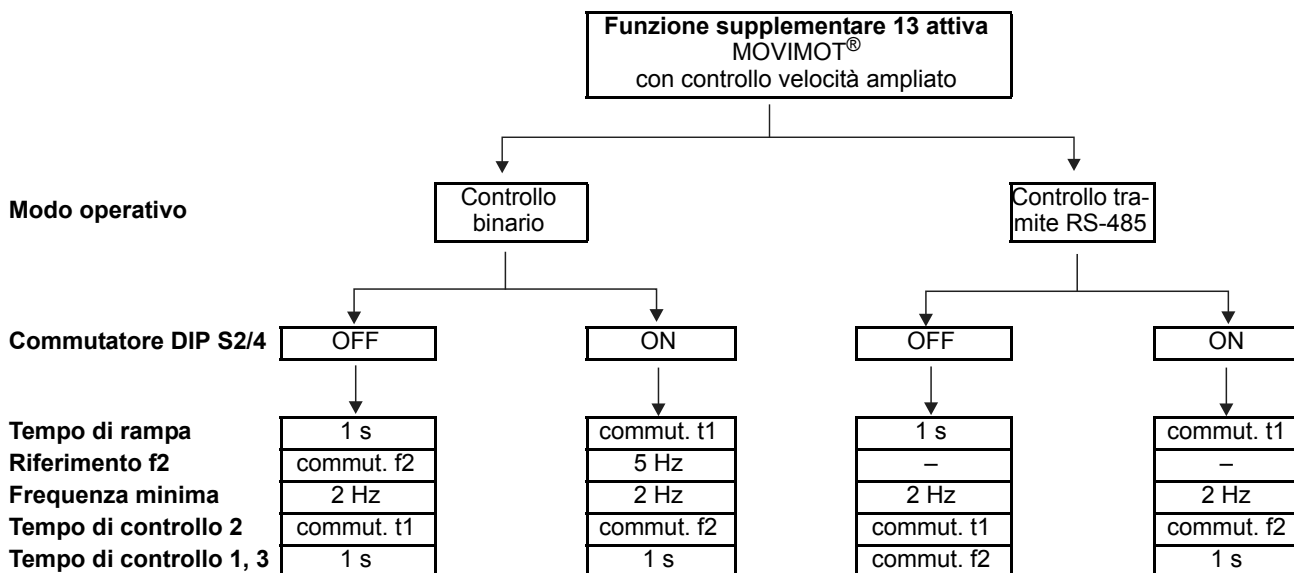 Funzione supplementare 13 attiva
MOVIMOT®
con controllo velocità ampliato
Modo operativo
Controllo
binario
Controllo tra-
mite RS-485
Commutatore DIP S2/4 OFF ON OFF ON
Tempo di rampa 1 s commut. t1 1 s commut. t1
Riferimento f2 commut. f2 5 Hz – –
Frequenza minima 2 Hz 2 Hz 2 Hz 2 Hz
Tempo di controllo 2 commut. t1 commut. f2 commut. t1 commut. f2
Tempo di controllo 1, 3 1 s 1 s commut. f2 1 s